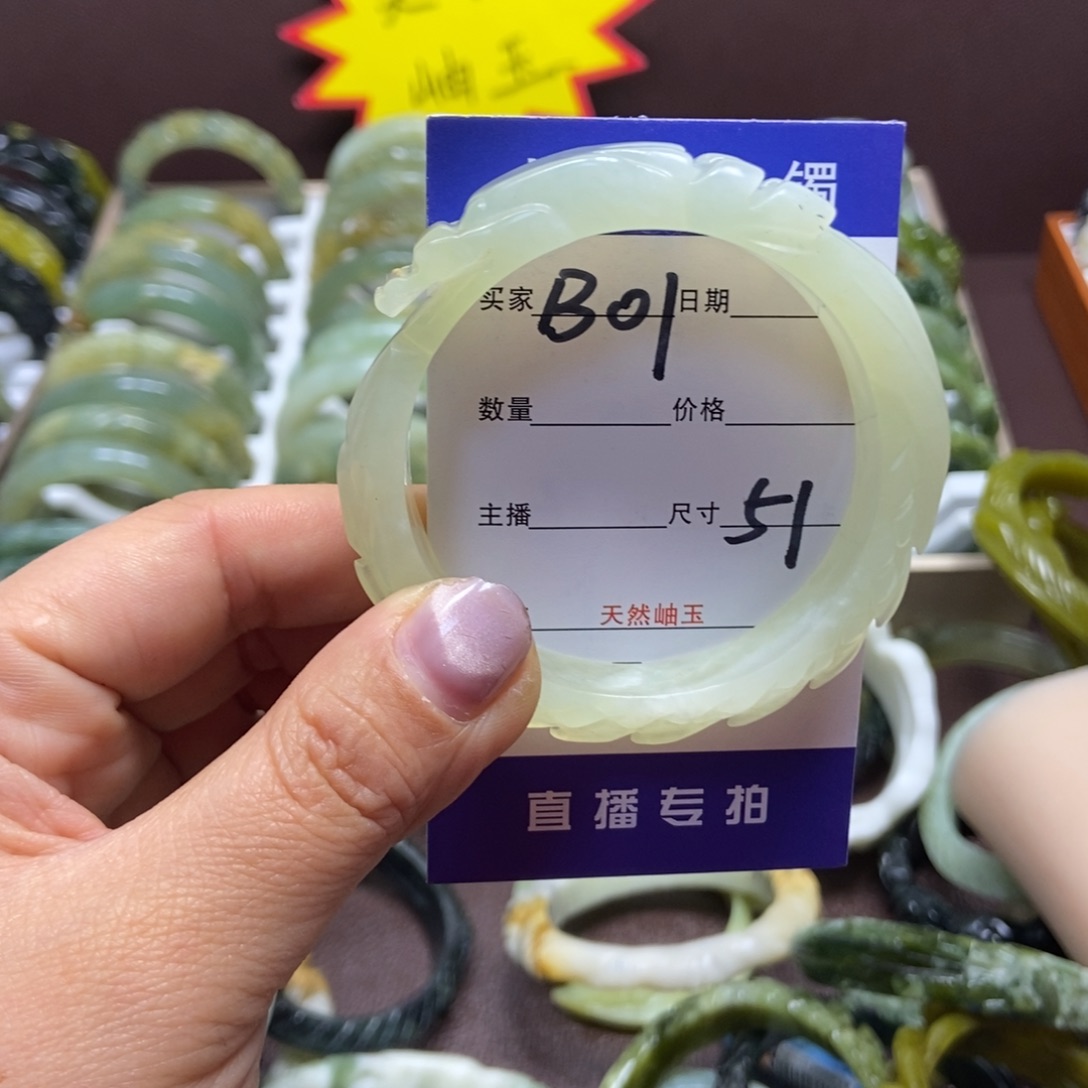 岫玉
镯
买家 B01 日期
数量 价格
主播 尺寸 51
天然岫玉
直播专拍